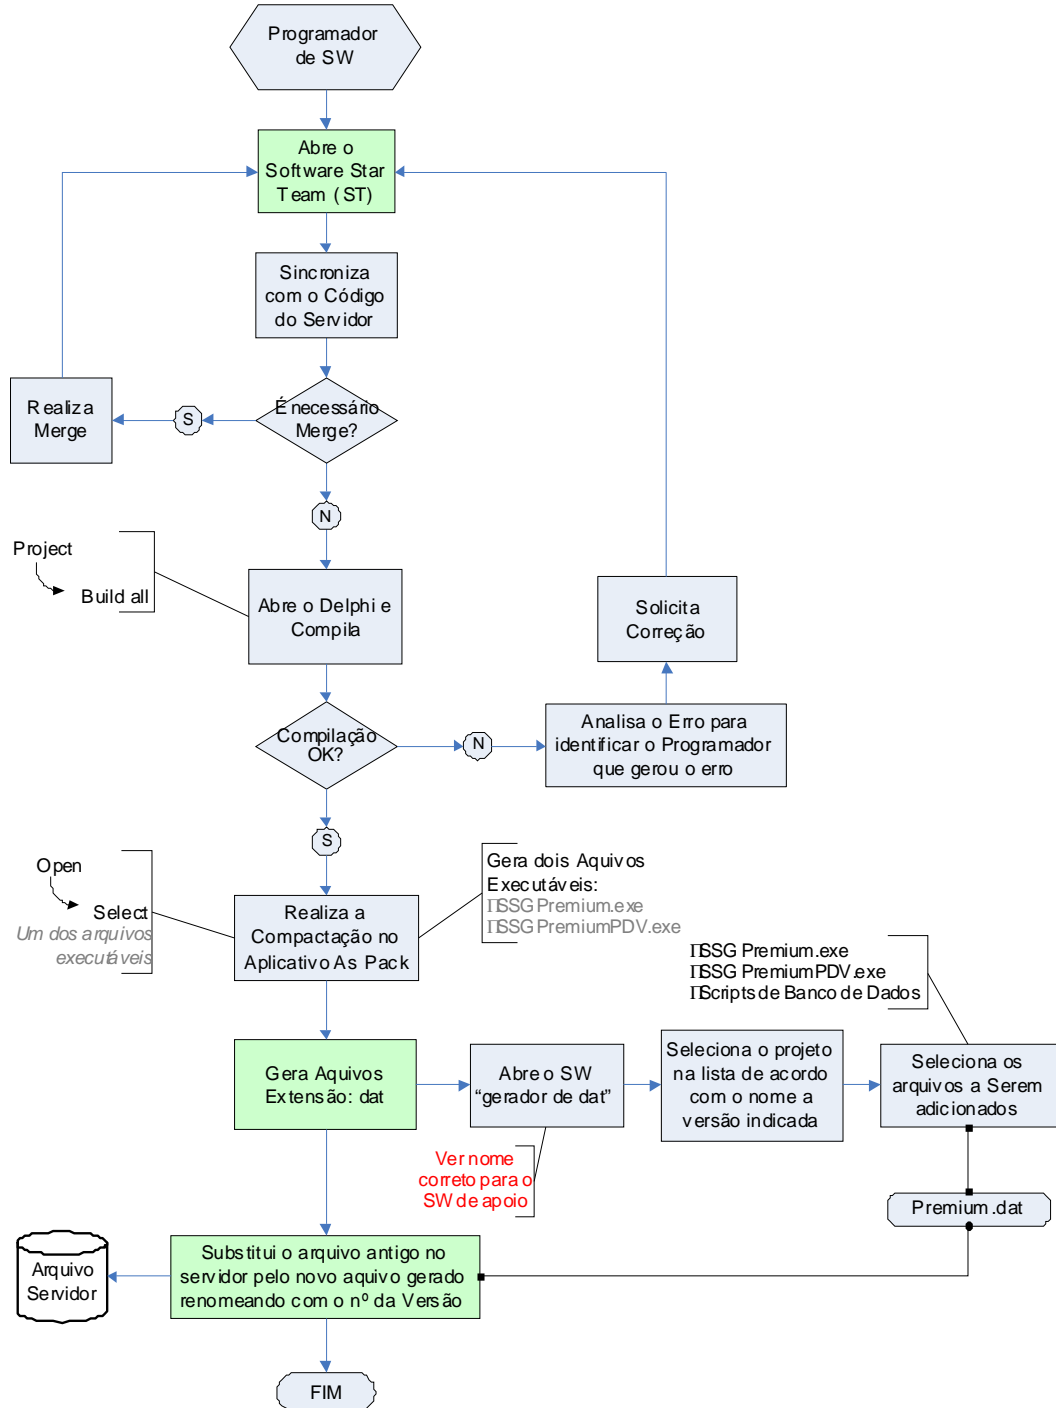 Programador
de SW
Abre o
Software Star
Team (ST)
Sincroniza
com o Código
do Servidor
É necessário
Merge?
S
Realiza
Merge
N
Project
Build all
Abre o Delphi e
Compila
Solicita
Correção
Compilação
OK?
N
Analisa o Erro para
identificar o Programador
que gerou o erro
S
Open
Select
Um dos arquivos
executáveis
Realiza a
Compactação no
Aplicativo As Pack
Gera dois Aquivos
Executáveis:
SSG Premium.exe
SSG PremiumPDV.exe
SSG Premium.exe
SSG PremiumPDV.exe
Scripts de Banco de Dados
Gera Aquivos
Extensão: dat
Abre o SW
“gerador de dat”
Seleciona o projeto
na lista de acordo
com o nome a
versão indicada
Seleciona os
arquivos a Serem
adicionados
Ver nome
correto para o
SW de apoio
Premium.dat
Substitui o arquivo antigo no
servidor pelo novo aquivo gerado
renomeando com o nº da Versão
Arquivo
Servidor
FIM